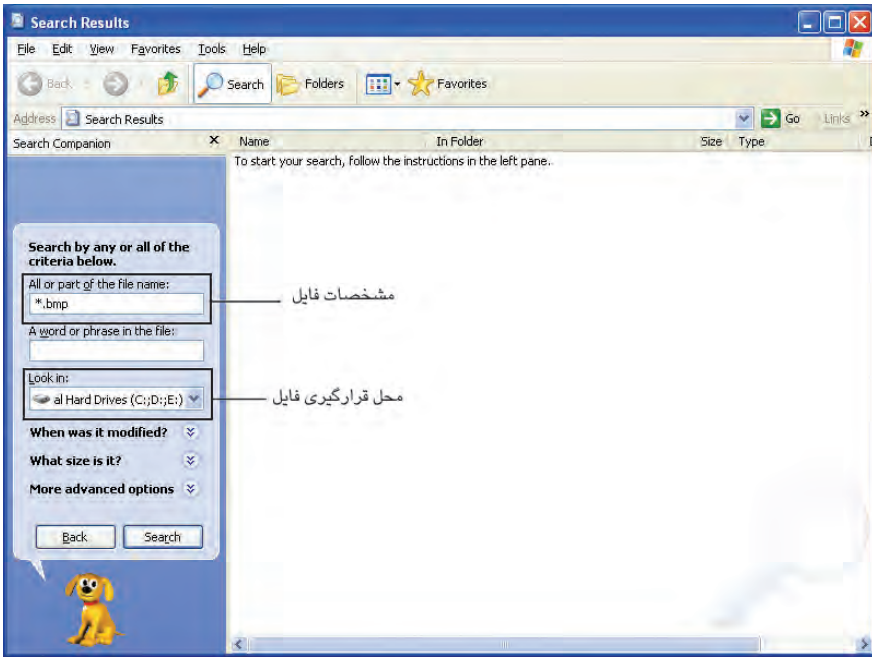 Search Results
File Edit View Favorites Tools Help
Back Search Folders Favorites
Address Search Results Go Links »
Search Companion × Name In Folder Size Type
To start your search, follow the instructions in the left pane.
Search by any or all of the
criteria below.
All or part of the file name:
*.bmp
مشخصات فایل
A word or phrase in the file:
Look in:
al Hard Drives (C:;D:;E:)
محل قرارگیری فایل
When was it modified?
What size is it?
More advanced options
Back Search